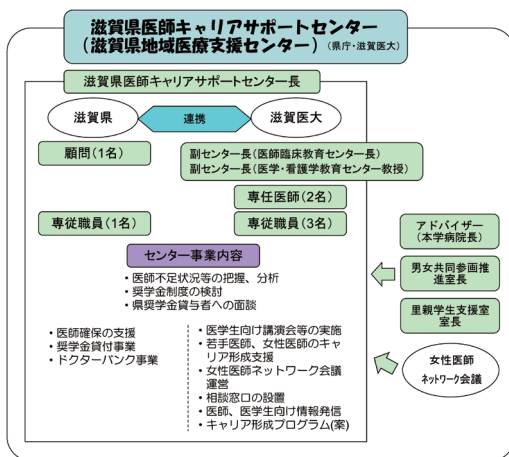 滋賀県医師キャリアサポートセンター
(滋賀県地域医療支援センター)(県庁・滋賀医大)
滋賀県医師キャリアサポートセンター長
滋賀県
連携
滋賀医大
顧問(1名)
副センター長(医師臨床教育センター長)
副センター長(医学・看護学教育センター教授)
専任医師(2名)
専従職員(1名)
専従職員(3名)
センター事業内容
・医師不足状況等の把握、分析
・奨学金制度の検討
・県奨学金貸与者への面談
・医師確保の支援
・奨学金貸付事業
・ドクターバンク事業
・医学生向け講演会等の実施
・若手医師、女性医師のキャ
リア形成支援
・女性医師ネットワーク会議
運営
・相談窓口の設置
・医師、医学生向け情報発信
・キャリア形成プログラム(案)
アドバイザー
(本学病院長)
男女共同参画推
進室長
里親学生支援室
室長
女性医師
ネットワーク会議